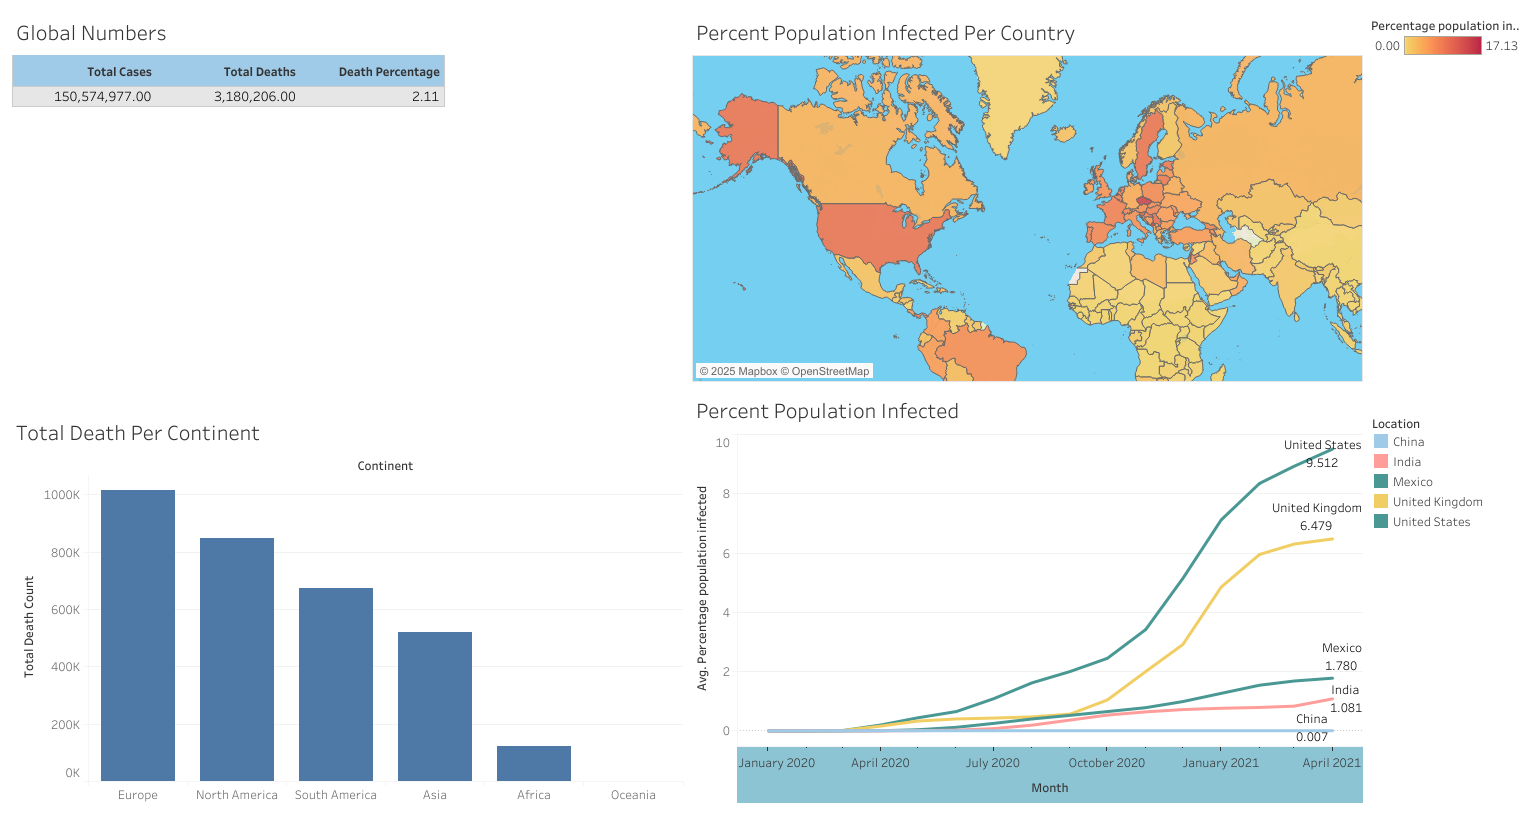 Global Numbers
Total Cases Total Deaths Death Percentage
150,574,977.00 3,180,206.00 2.11
Percent Population Infected Per Country
© 2025 Mapbox © OpenStreetMap
Percentage population in..
0.00 17.13
Total Death Per Continent
Continent
Total Death Count
1000K
800K
600K
400K
200K
0K
Europe North America South America Asia Africa Oceania
Percent Population Infected
Avg. Percentage population infected
10
8
6
4
2
0
United States
9.512
United Kingdom
6.479
Mexico
1.780
India
1.081
China
0.007
January 2020 April 2020 July 2020 October 2020 January 2021 April 2021
Month
Location
China
India
Mexico
United Kingdom
United States